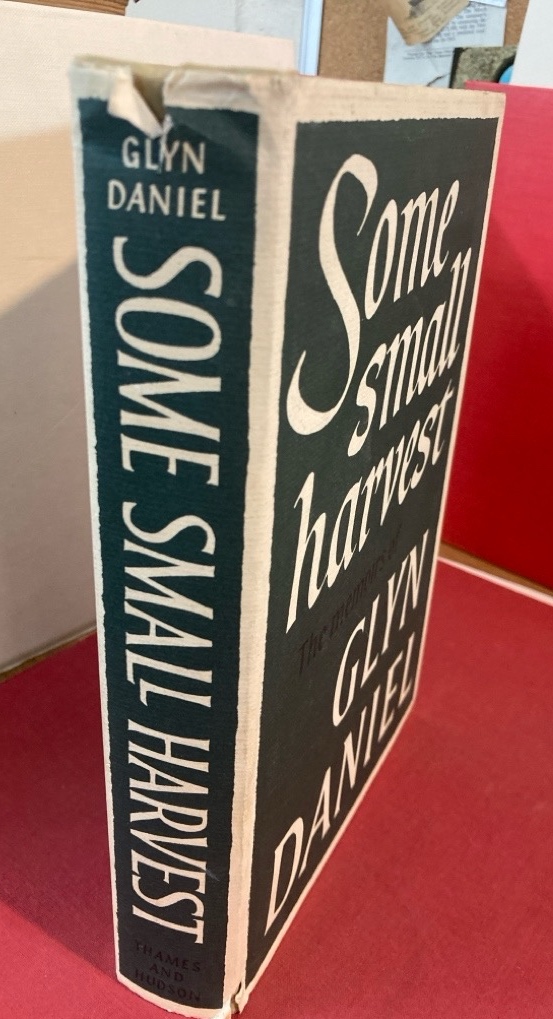 GLYN
DANIEL
SOME SMALL HARVEST
THAMES
AND
HUDSON
Some
small
harvest
The memoirs of
GLYN
DANIEL